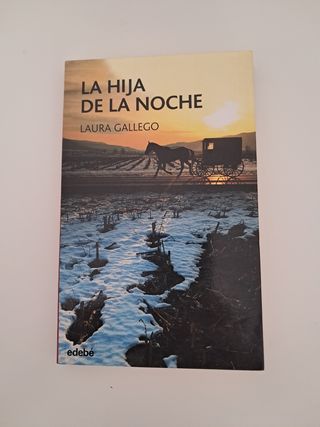 LA HIJA
DE LA NOCHE
LAURA GALLEGO
edebé